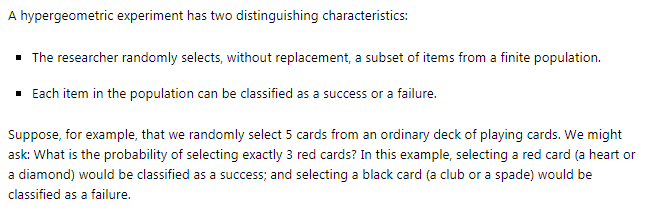 A hypergeometric experiment has two distinguishing characteristics:
▪ The researcher randomly selects, without replacement, a subset of items from a finite population.
▪ Each item in the population can be classified as a success or a failure.
Suppose, for example, that we randomly select 5 cards from an ordinary deck of playing cards. We might
ask: What is the probability of selecting exactly 3 red cards? In this example, selecting a red card (a heart or
a diamond) would be classified as a success; and selecting a black card (a club or a spade) would be
classified as a failure.